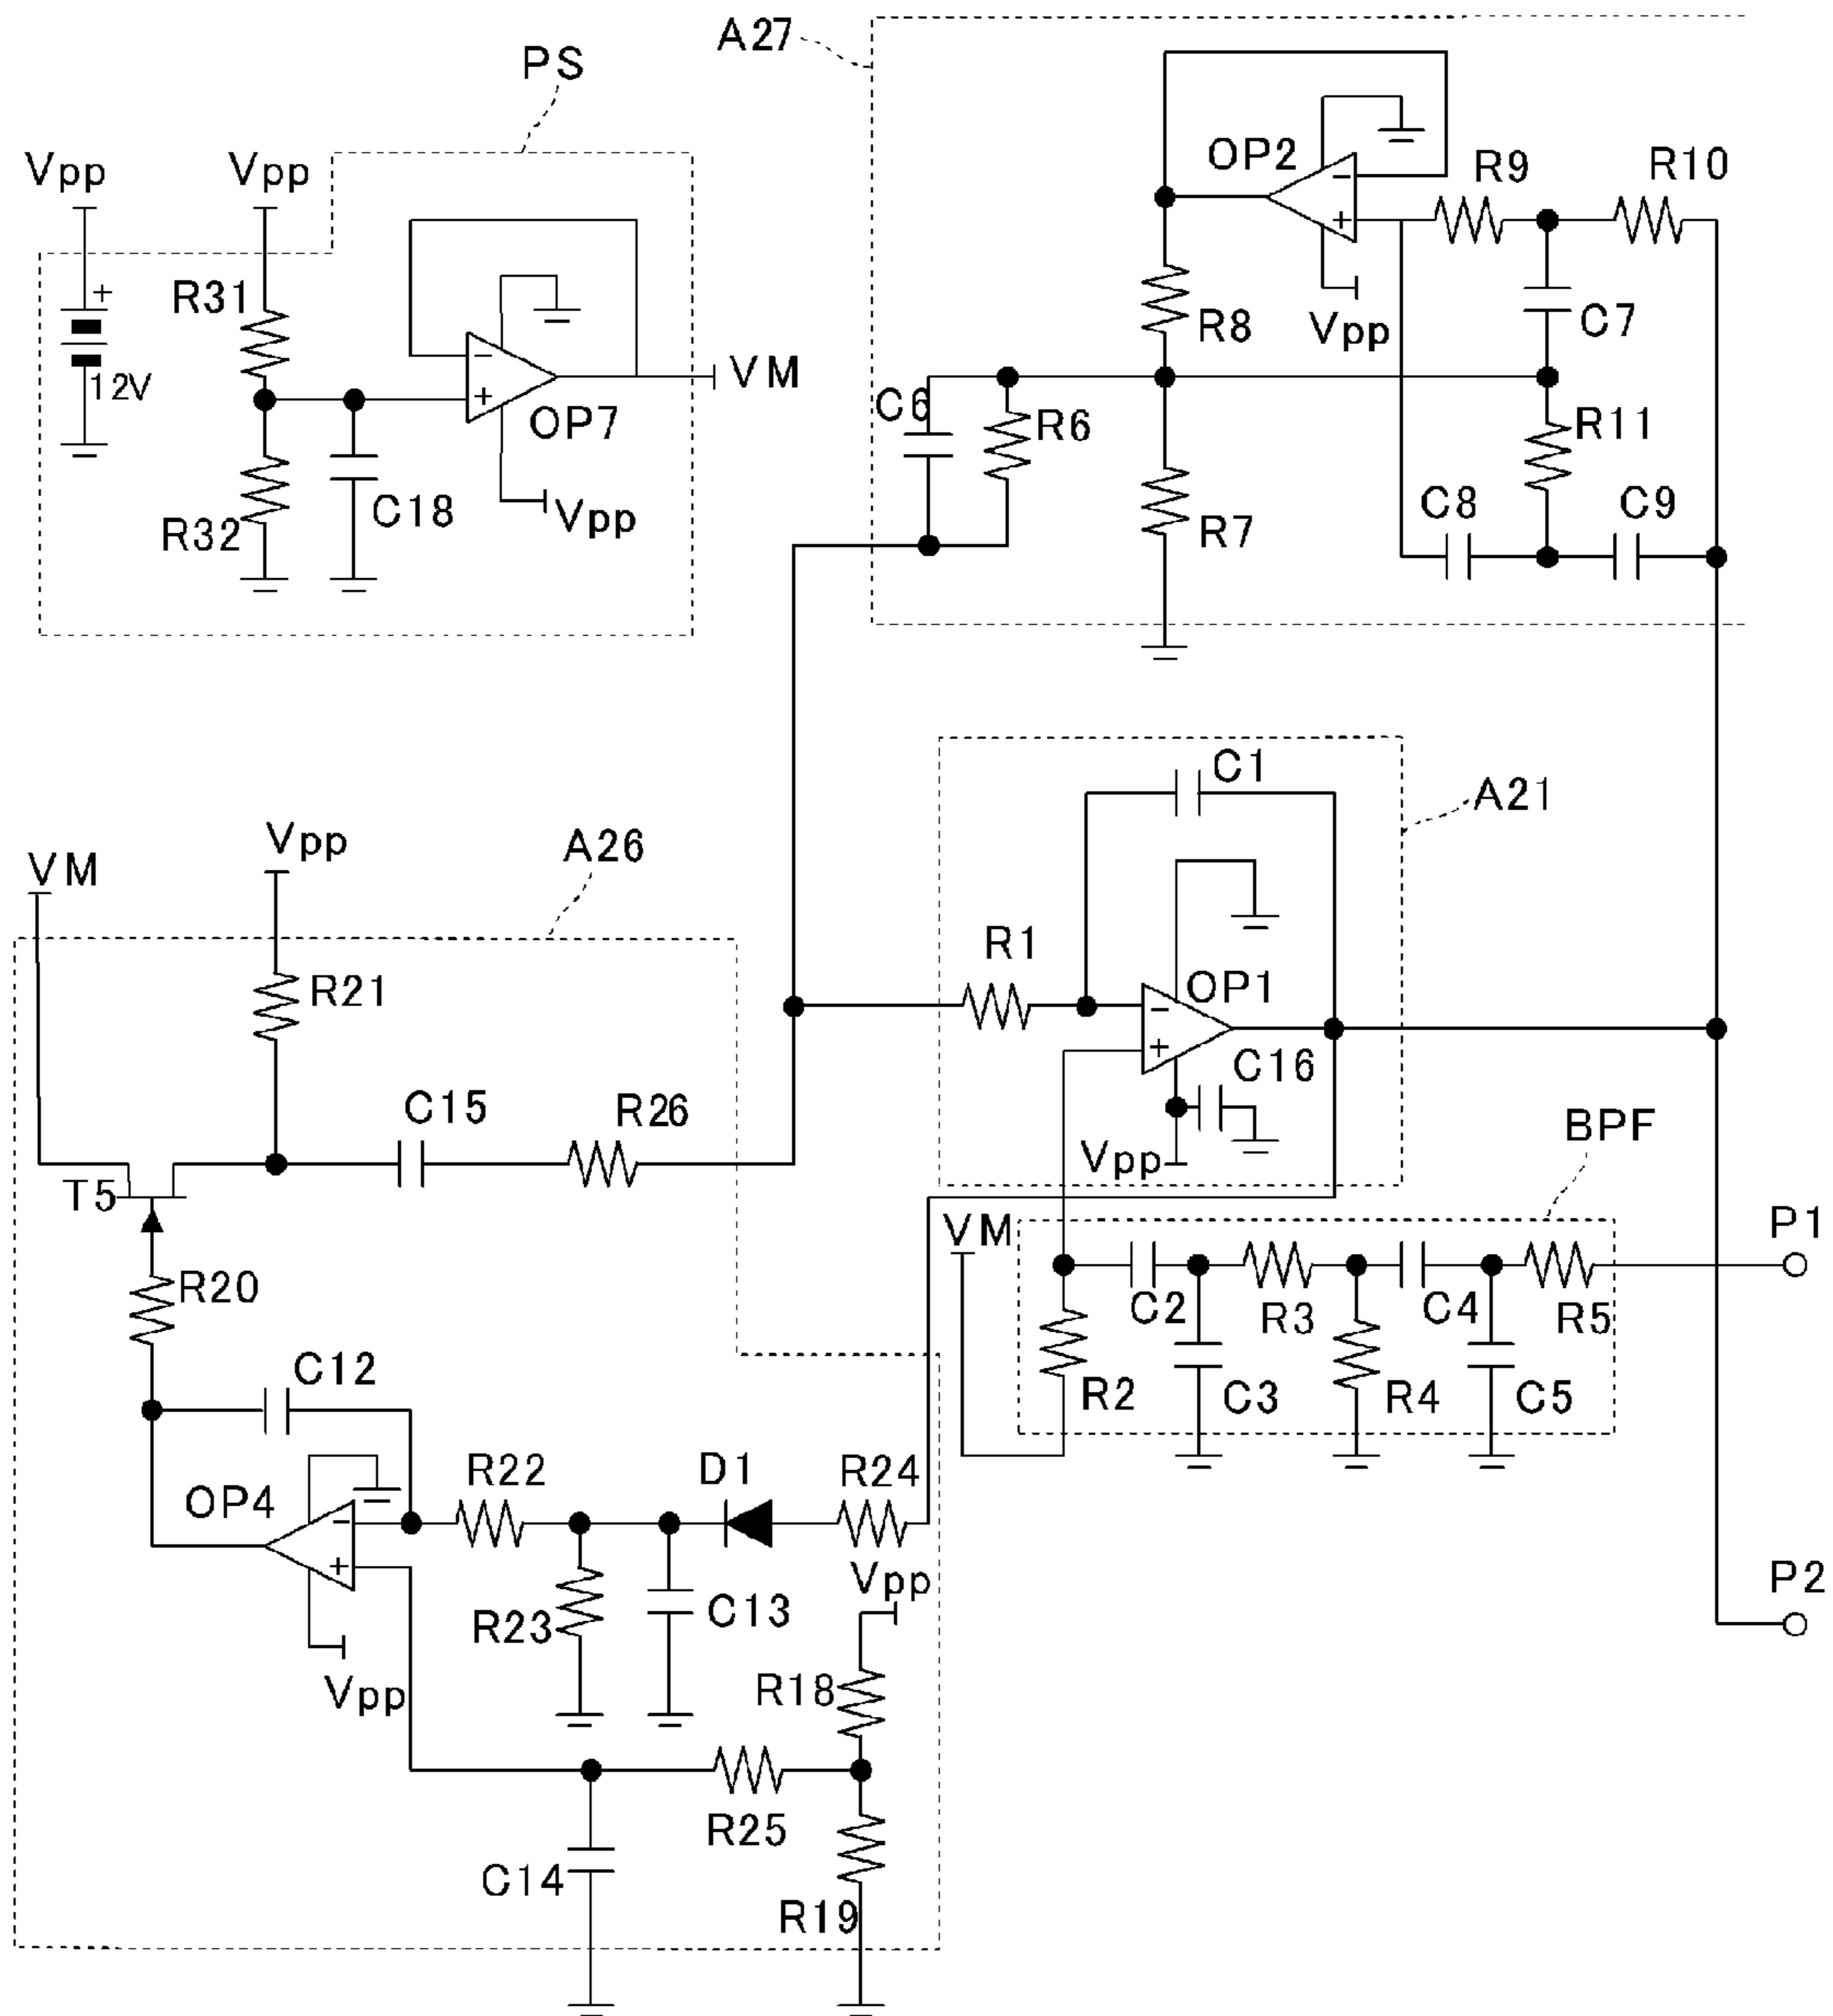 A27
PS
Vpp
Vpp
OP2
R9
R10
R31
+
12V
−
+
OP7
VM
R32
C18
Vpp
−
+
R8
Vpp
C7
C6
R6
R11
R7
C8
C9
C1
A21
VM
Vpp
A26
R21
R1
OP1
−
+
C16
Vpp
C15
R26
BPF
T5
VM
P1
R20
C2
R3
C4
R5
R2
C3
R4
C5
C12
OP4
−
+
R22
D1
R24
Vpp
R23
C13
Vpp
R18
P2
R25
C14
R19